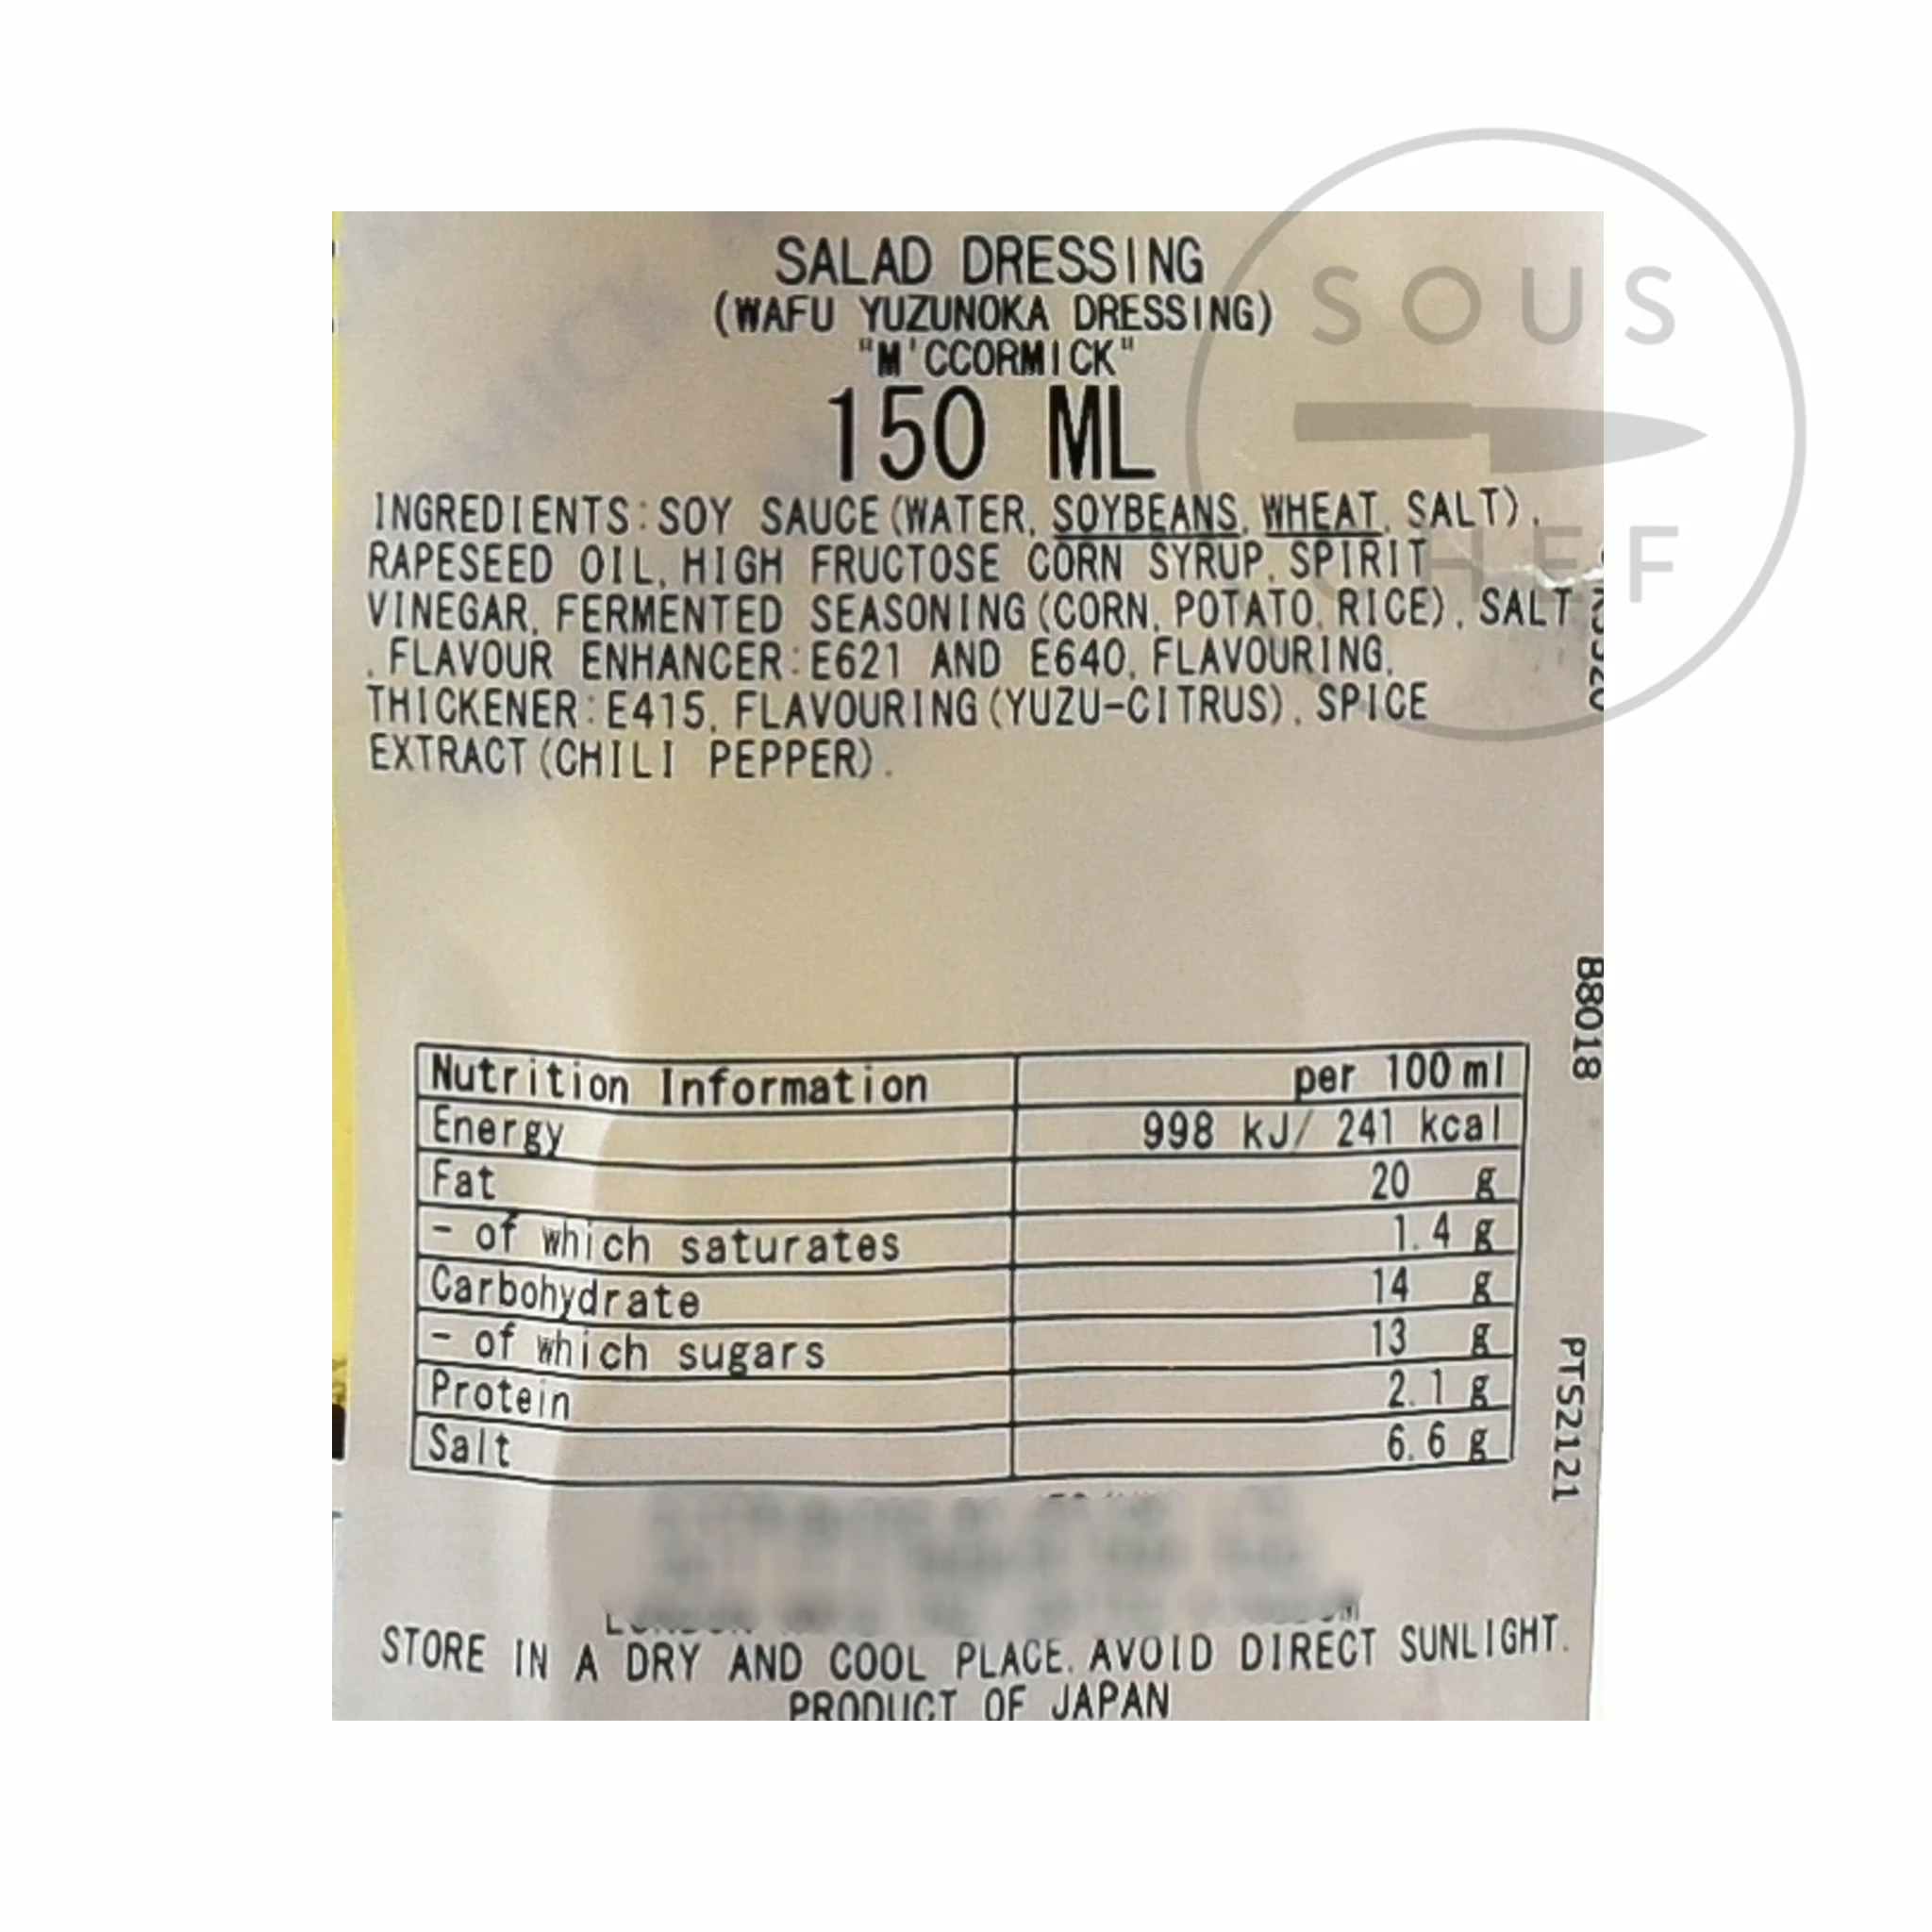 SALAD DRESSING
(WAFU YUZUNOKA DRESSING)
"M'CCORMICK"
150 ML
INGREDIENTS:SOY SAUCE(WATER, SOYBEANS, WHEAT, SALT),
RAPESEED OIL, HIGH FRUCTOSE CORN SYRUP, SPIRIT
VINEGAR, FERMENTED SEASONING(CORN, POTATO, RICE), SALT
, FLAVOUR ENHANCER:E621 AND E640, FLAVOURING,
THICKENER:E415, FLAVOURING(YUZU-CITRUS), SPICE
EXTRACT(CHILI PEPPER).
Nutrition Information per 100ml
Energy 998 kJ/ 241 kcal
Fat 20 g
- of which saturates 1.4 g
Carbohydrate 14 g
- of which sugars 13 g
Protein 2.1 g
Salt 6.6 g
STORE IN A DRY AND COOL PLACE. AVOID DIRECT SUNLIGHT.
PRODUCT OF JAPAN
B8018
PTS2121
SOUS
CHEF